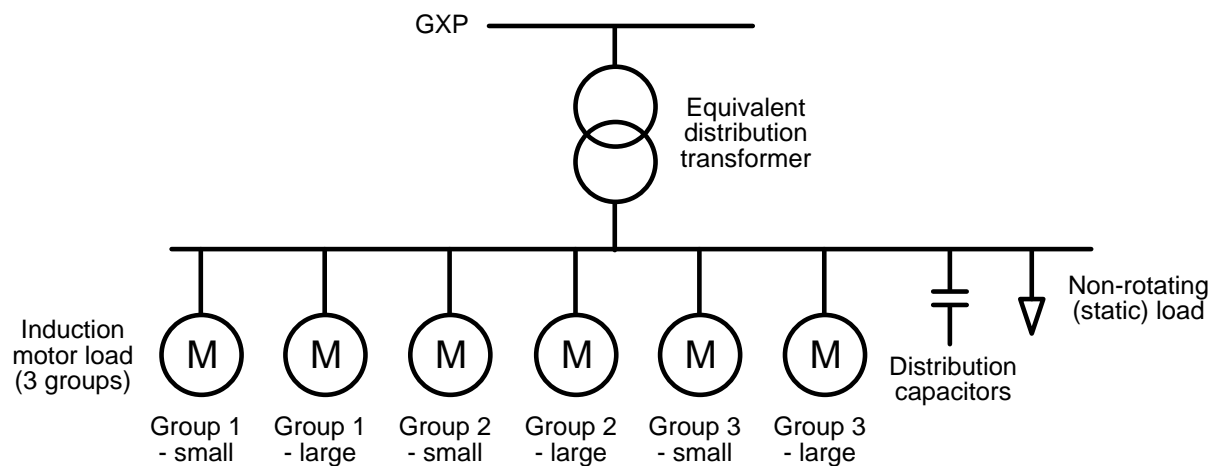 GXP
Equivalent
distribution
transformer
Induction
motor load
(3 groups)
M
M
M
M
M
M
Non-rotating
(static) load
Distribution
capacitors
Group 1
- small
Group 1
- large
Group 2
- small
Group 2
- large
Group 3
- small
Group 3
- large